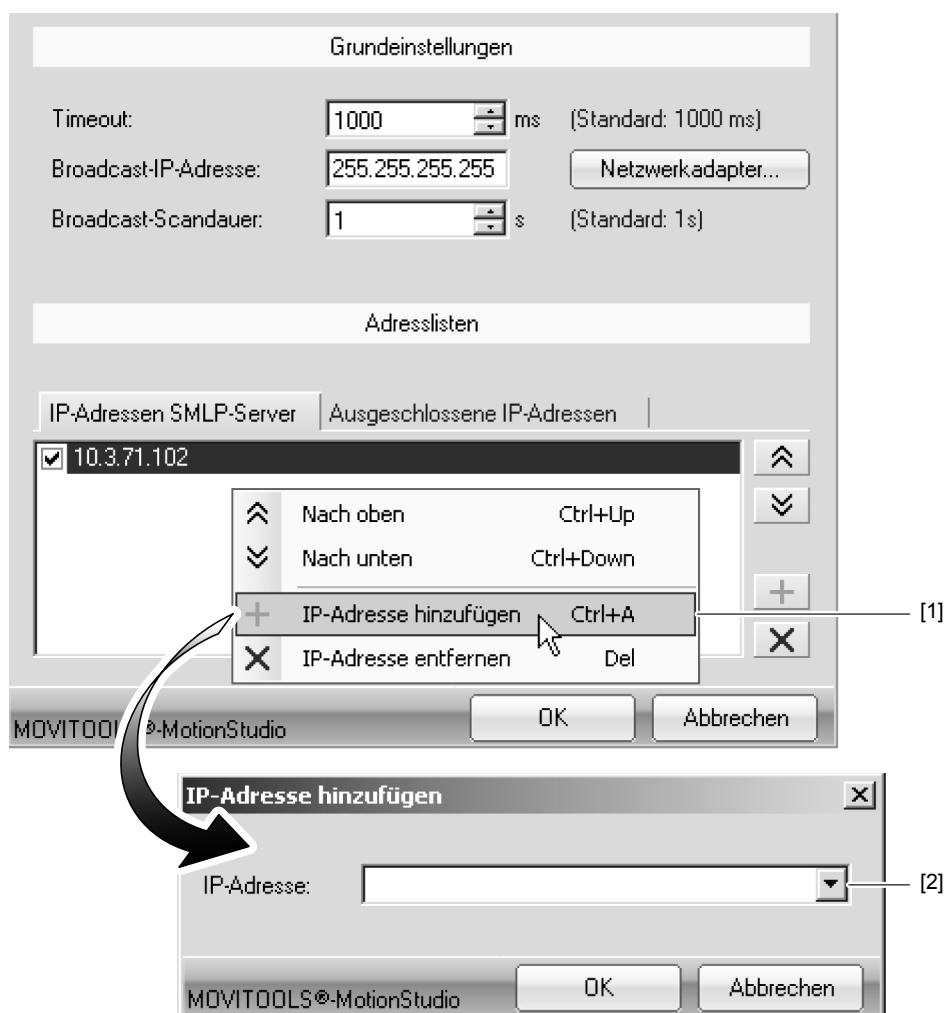 Grundeinstellungen
Timeout: 1000 ms (Standard: 1000 ms)
Broadcast-IP-Adresse: 255.255.255.255 Netzwerkadapter...
Broadcast-Scandauer: 1 s (Standard: 1s)
Adresslisten
IP-Adressen SMLP-Server Ausgeschlossene IP-Adressen
10.3.71.102
Nach oben Ctrl+Up
Nach unten Ctrl+Down
IP-Adresse hinzufügen Ctrl+A [1]
IP-Adresse entfernen Del
OK Abbrechen
®-MotionStudio
IP-Adresse hinzufügen
IP-Adresse: [2]
MOVITOOLS®-MotionStudio OK Abbrechen